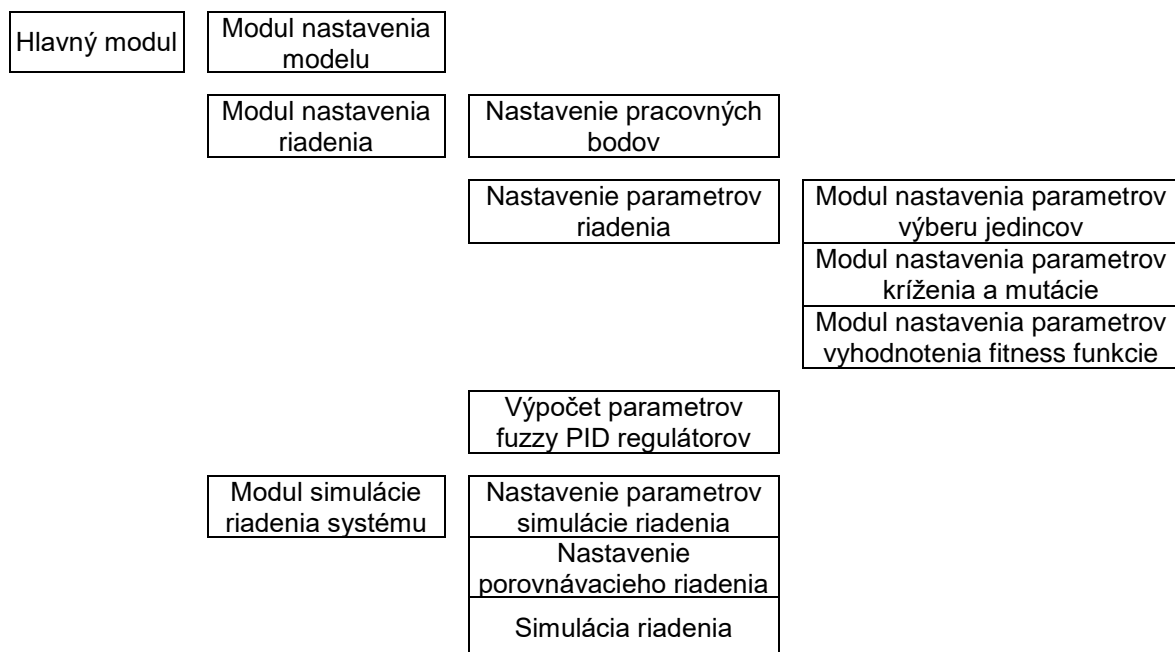 Hlavný modul
Modul nastavenia
modelu
Modul nastavenia
riadenia
Nastavenie pracovných
bodov
Nastavenie parametrov
riadenia
Modul nastavenia parametrov
výberu jedincov
Modul nastavenia parametrov
kríženia a mutácie
Modul nastavenia parametrov
vyhodnotenia fitness funkcie
Výpočet parametrov
fuzzy PID regulátorov
Modul simulácie
riadenia systému
Nastavenie parametrov
simulácie riadenia
Nastavenie
porovnávacieho riadenia
Simulácia riadenia